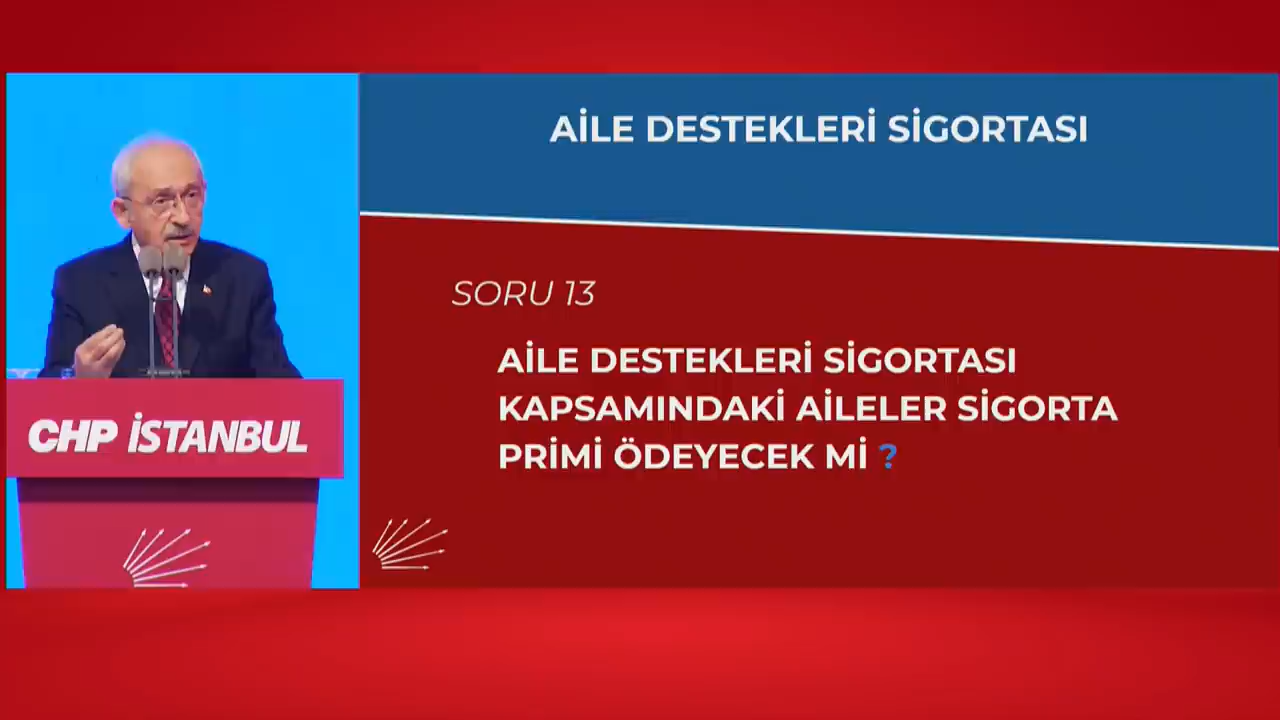 AİLE DESTEKLERİ SİGORTASI
SORU 13
AİLE DESTEKLERİ SİGORTASI
KAPSAMINDAKİ AİLELER SİGORTA
PRİMİ ÖDEYECEK Mİ ?
CHP İSTANBUL